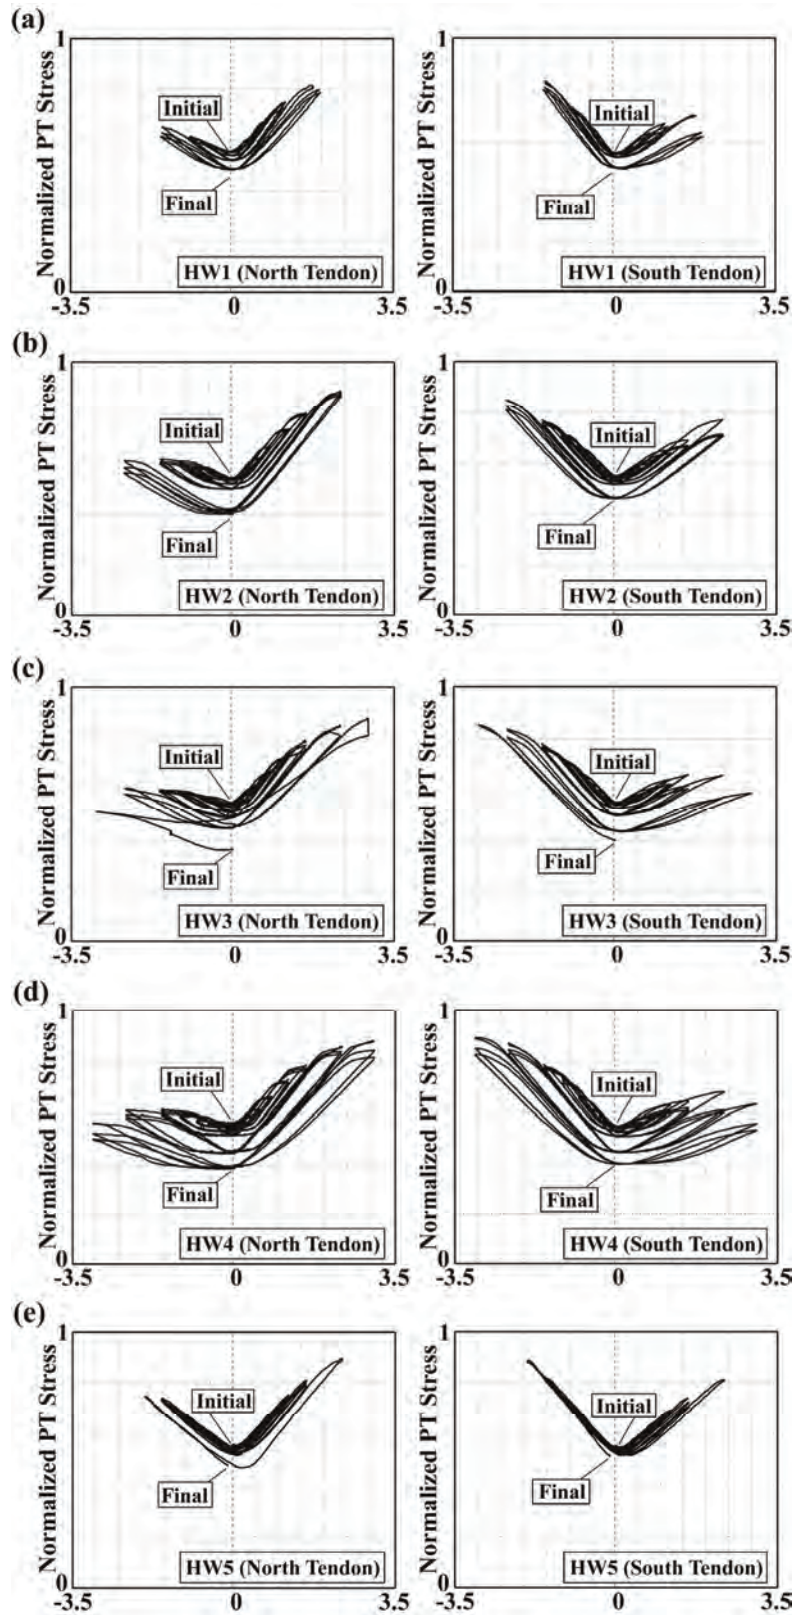 (a)
1
Normalized PT Stress
Initial
Final
HW1 (North Tendon)
0
-3.5
0
3.5
1
Normalized PT Stress
Initial
Final
HW1 (South Tendon)
0
-3.5
0
3.5
(b)
1
Normalized PT Stress
Initial
Final
HW2 (North Tendon)
0
-3.5
0
3.5
1
Normalized PT Stress
Initial
Final
HW2 (South Tendon)
0
-3.5
0
3.5
(c)
1
Normalized PT Stress
Initial
Final
HW3 (North Tendon)
0
-3.5
0
3.5
1
Normalized PT Stress
Initial
Final
HW3 (South Tendon)
0
-3.5
0
3.5
(d)
1
Normalized PT Stress
Initial
Final
HW4 (North Tendon)
0
-3.5
0
3.5
1
Normalized PT Stress
Initial
Final
HW4 (South Tendon)
0
-3.5
0
3.5
(e)
1
Normalized PT Stress
Initial
Final
HW5 (North Tendon)
0
-3.5
0
3.5
1
Normalized PT Stress
Initial
Final
HW5 (South Tendon)
0
-3.5
0
3.5